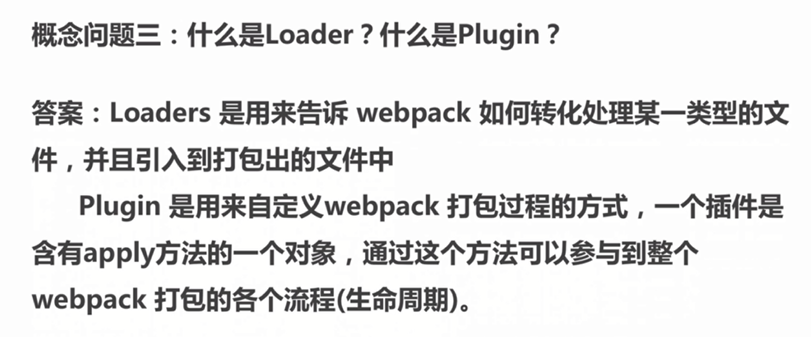 概念问题三：什么是Loader？什么是Plugin？
答案：Loaders 是用来告诉 webpack 如何转化处理某一类型的文
件，并且引入到打包出的文件中
Plugin 是用来自定义webpack 打包过程的方式，一个插件是
含有apply方法的一个对象，通过这个方法可以参与到整个
webpack 打包的各个流程(生命周期)。